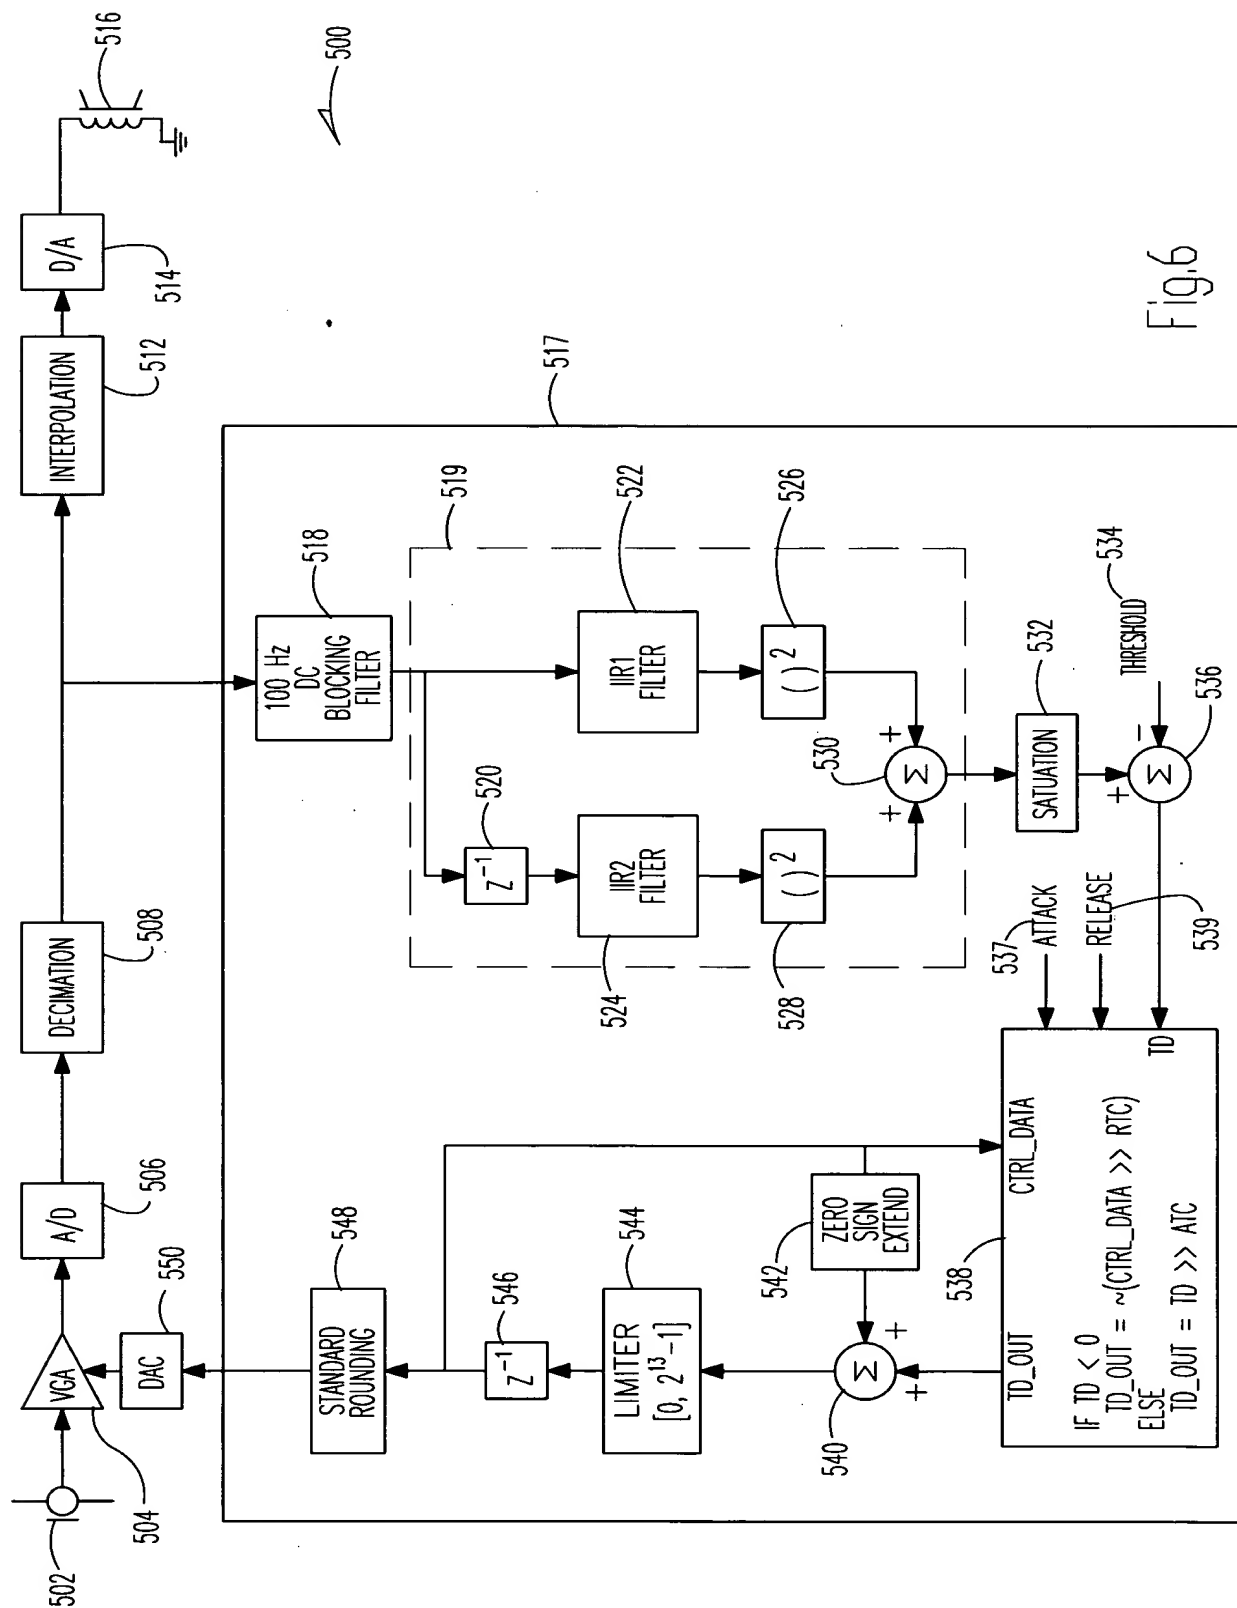 502
504
VGA
DAC
550
A/D
506
DECIMATION
508
INTERPOLATION
512
D/A
514
516
500
517
100 Hz
DC
BLOCKING
FILTER
518
519
Z⁻¹
520
IIR1
FILTER
522
IIR2
FILTER
524
( )²
526
( )²
528
+
+
Σ
530
SATUATION
532
THRESHOLD
534
-
+
Σ
536
537
ATTACK
RELEASE
539
STANDARD
ROUNDING
548
Z⁻¹
546
LIMITER
[0, 2¹³-1]
544
ZERO
SIGN
EXTEND
542
+
+
Σ
540
TD_OUT
CTRL_DATA
TD
538
IF TD < 0
TD_OUT = ~(CTRL_DATA >> RTC)
ELSE
TD_OUT = TD >> ATC
Fig.6